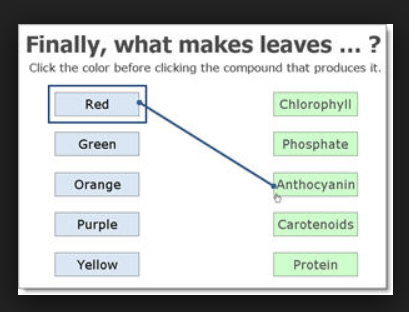 Finally, what makes leaves ... ?
Click the color before clicking the compound that produces it.
Red
Chlorophyll
Green
Phosphate
Orange
Anthocyanin
Purple
Carotenoids
Yellow
Protein